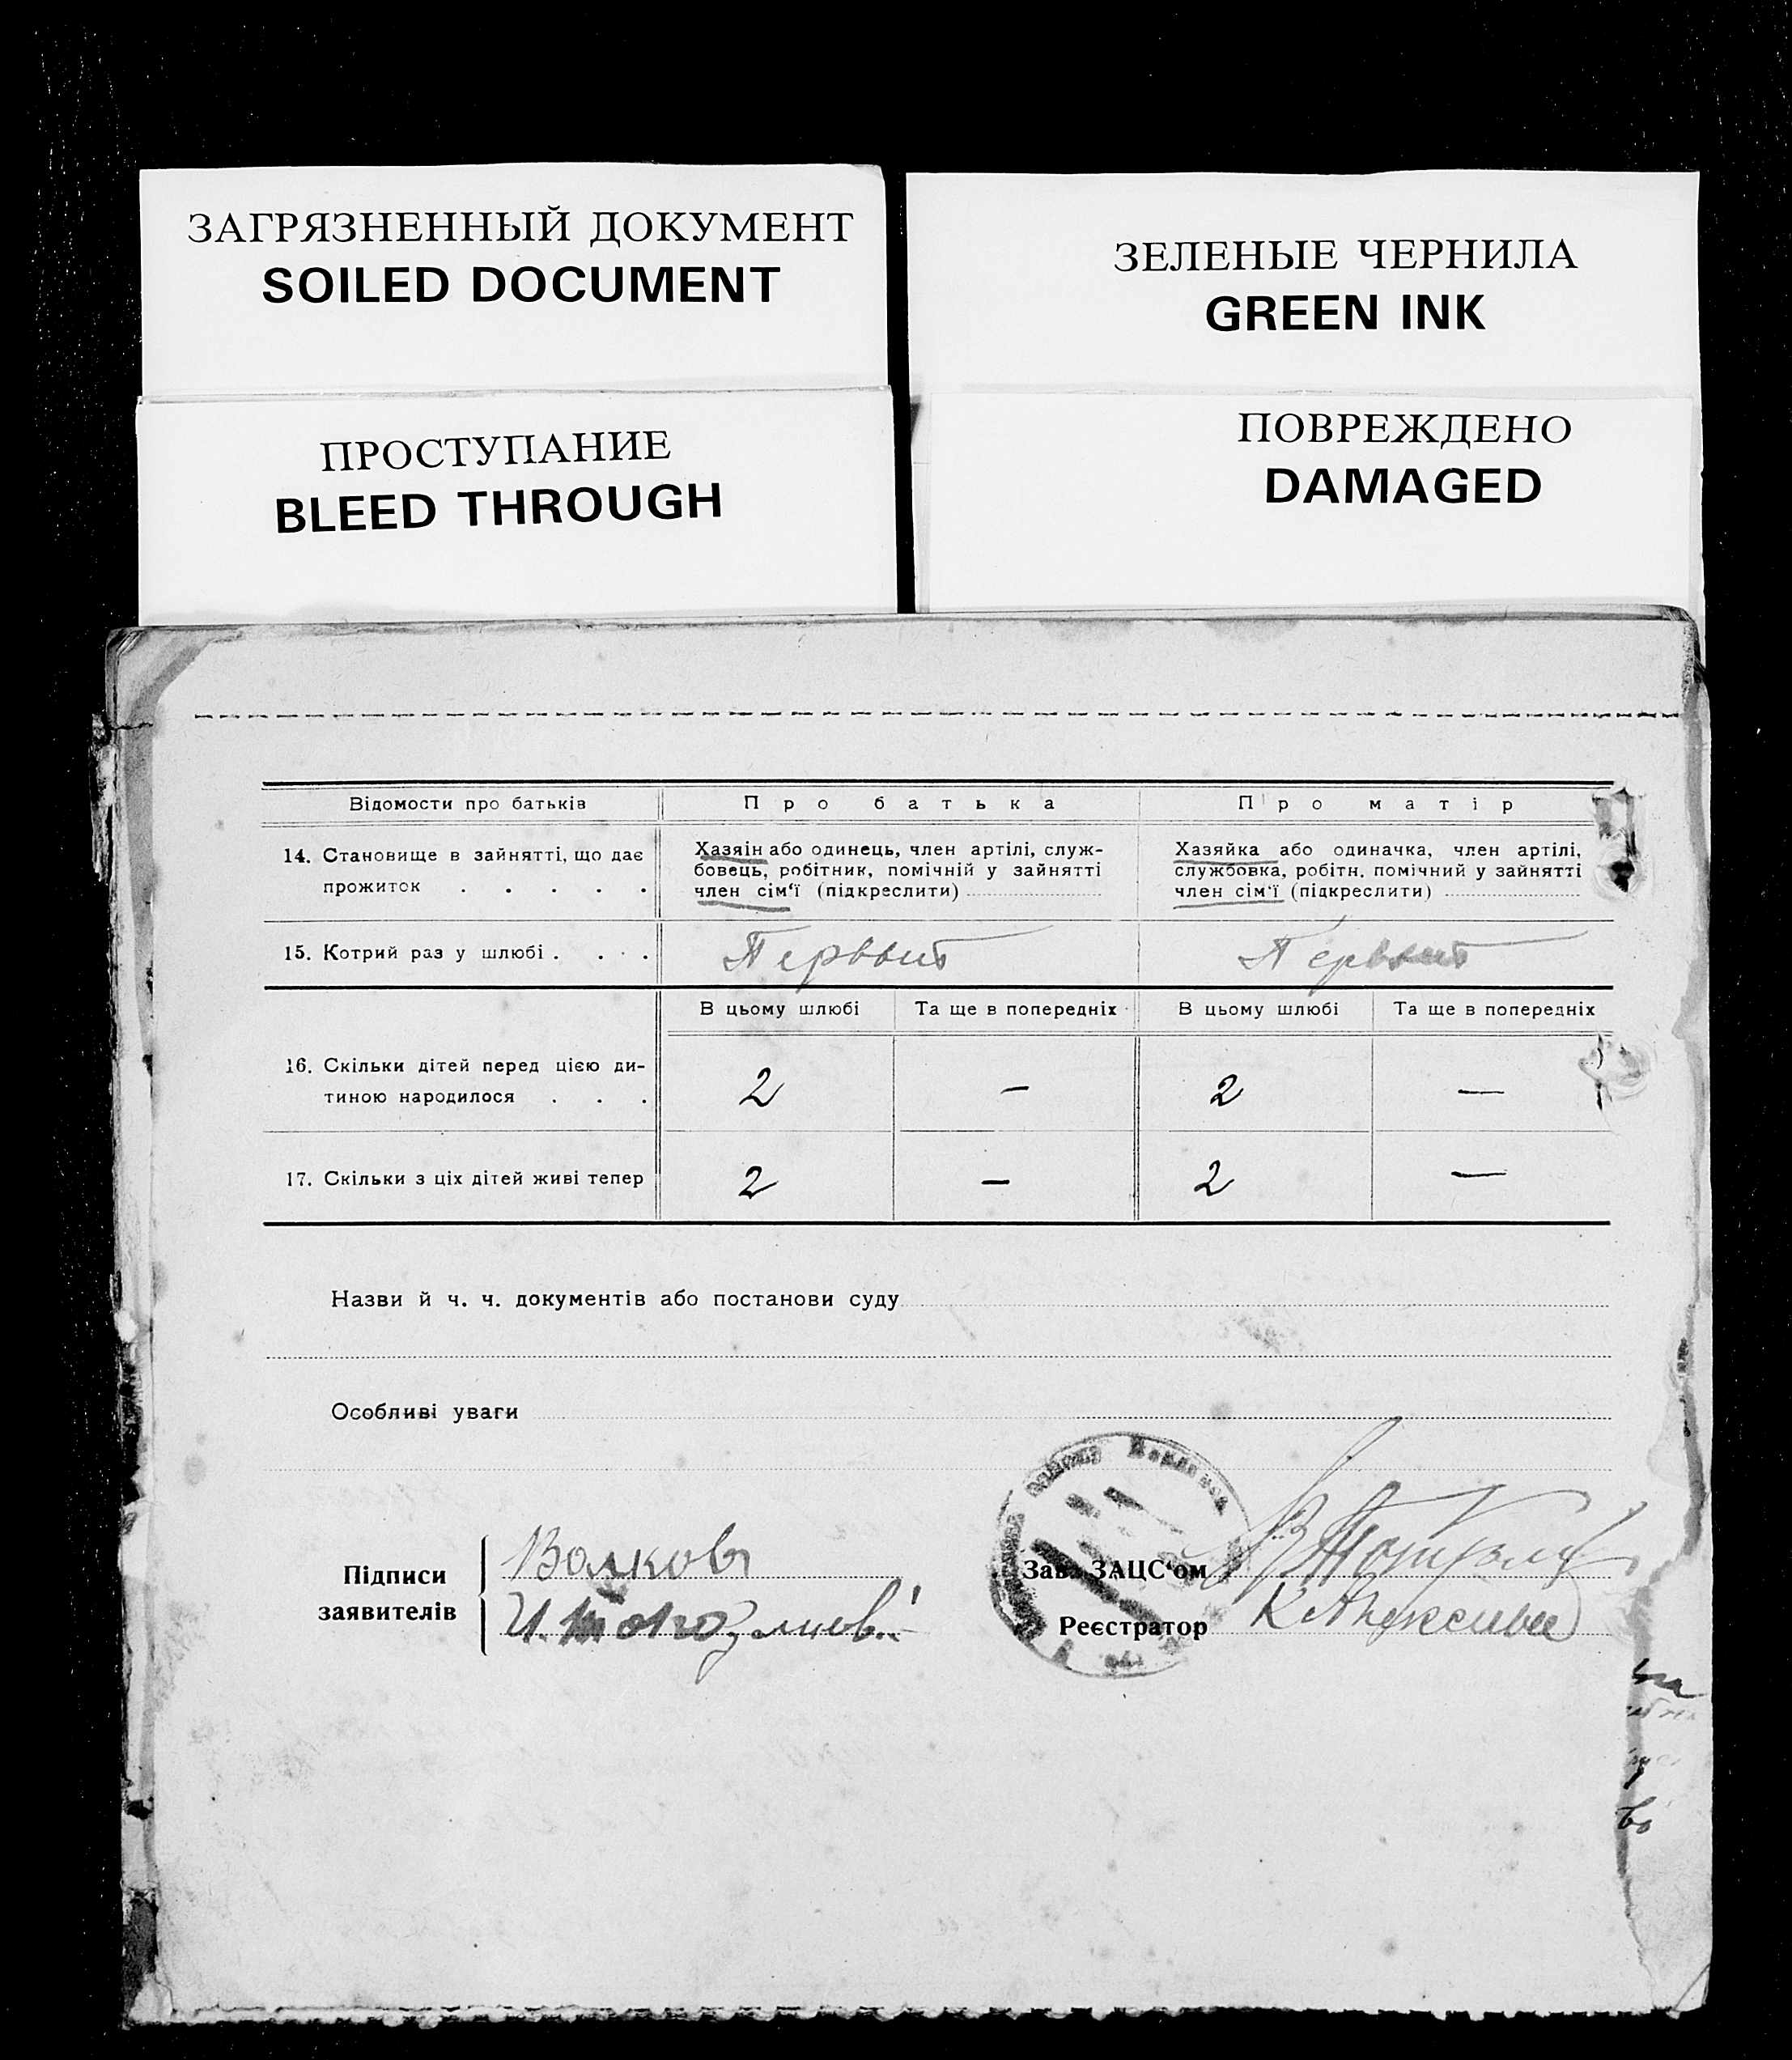 ЗАГРЯЗНЕННЫЙ ДОКУМЕНТ
SOILED DOCUMENT
ЗЕЛЕНЫЕ ЧЕРНИЛА
GREEN INK
ПРОСТУПАНИЕ
BLEED THROUGH
ПОВРЕЖДЕНО
DAMAGED
Відомости про батьків
Про батька
Про матір
14. Становище в зайнятті, що дає
прожиток . . . . .
Хазяін або одинець, член артілі, служ-
бовець, робітник, помічній у зайнятті
член сім‘ї (підкреслити)
Хазяйка або одиначка, член артілі,
службовка, робітн. помічний у зайнятті
член сім‘ї (підкреслити)
15. Котрий раз у шлюбі . . . .
Первый
Первый
В цьому шлюбі
Та ще в попередніх
В цьому шлюбі
Та ще в попередніх
16. Скільки дітей перед цією ди-
тиною народилося . . .
2 — 2 —
17. Скільки з ціх дітей живі тепер
2 — 2 —
Назви й ч. ч. документів або постанови суду
Особливі уваги
Підписи
заявителів
Волков
И.
Зав. ЗАЦС‘ом
Реєстратор